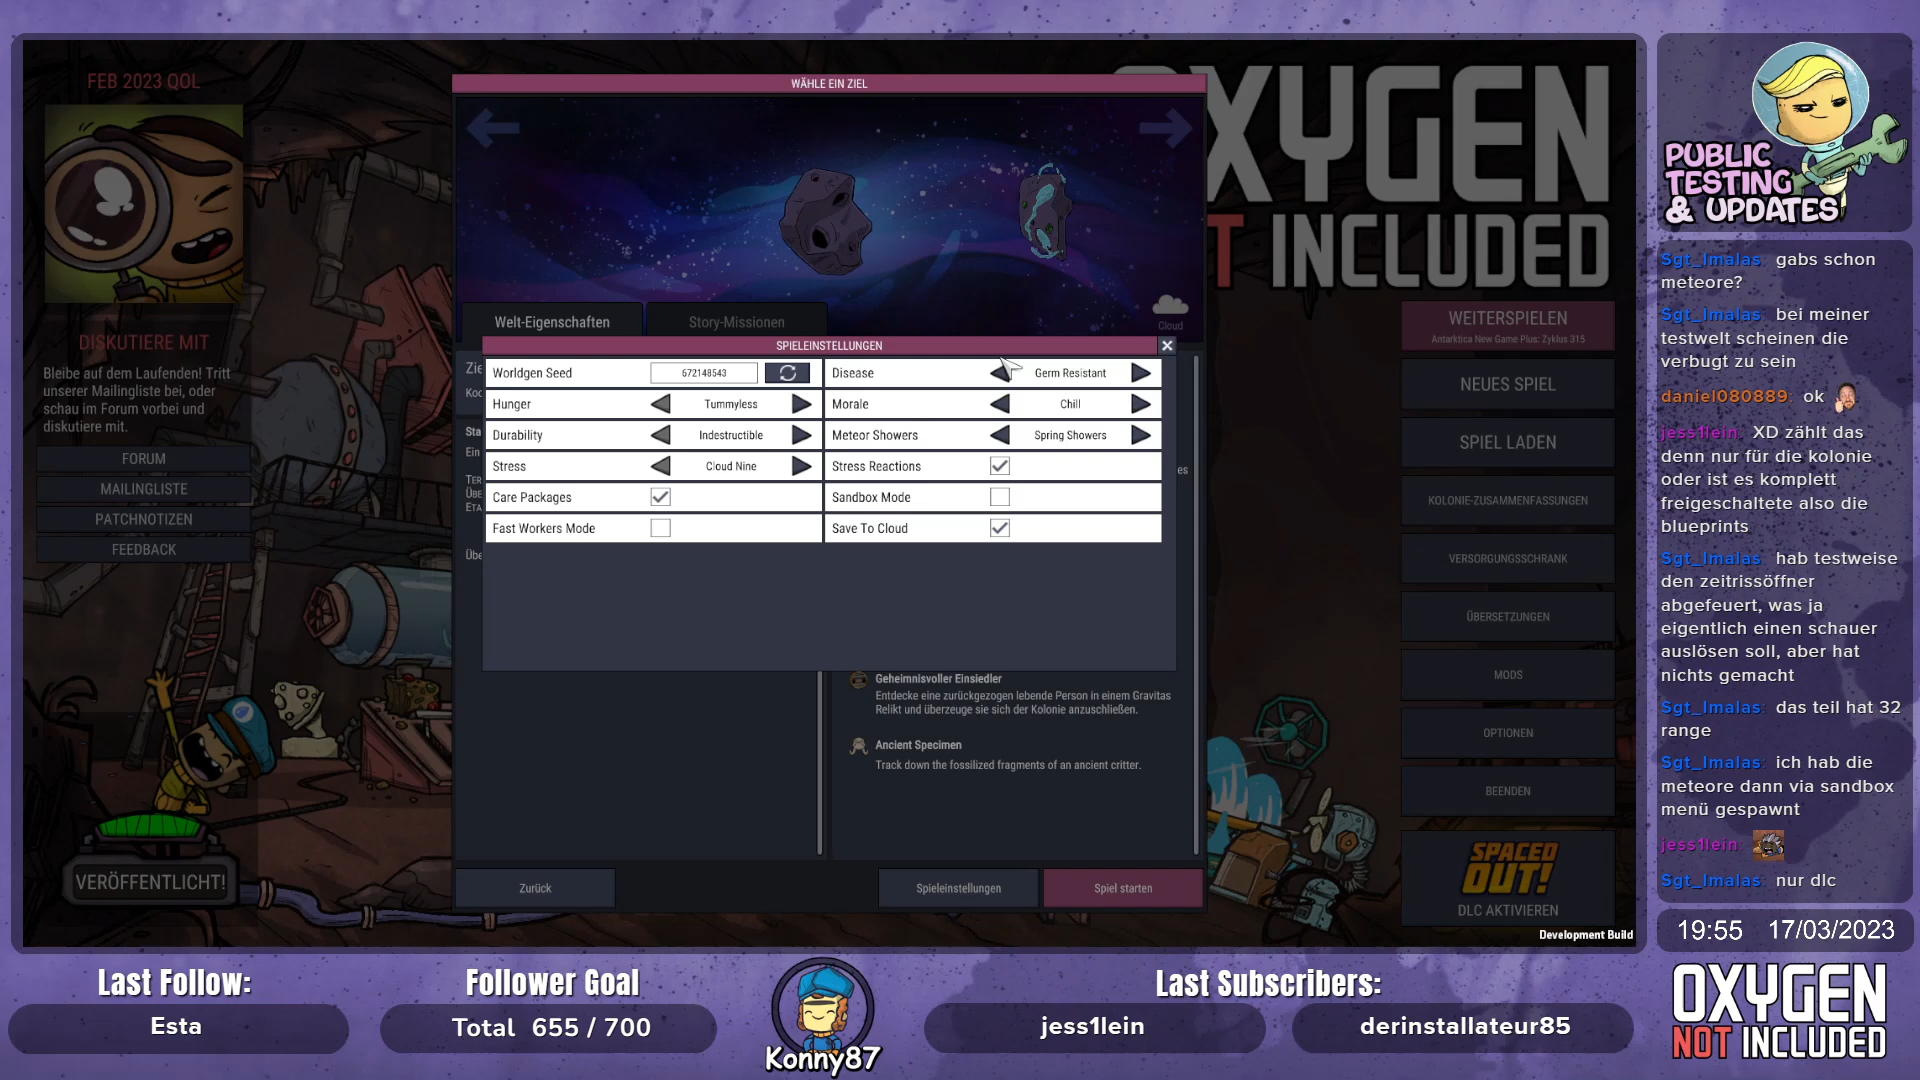 FEB 2023 QOL
DISKUTIERE MIT
Bleibe auf dem Laufenden! Tritt
unserer Mailingliste bei, oder
schau im Forum vorbei und
diskutiere mit.
FORUM
MAILINGLISTE
PATCHNOTIZEN
FEEDBACK
VERÖFFENTLICHT!
WÄHLE EIN ZIEL
Welt-Eigenschaften
Story-Missionen
Cloud
SPIELEINSTELLUNGEN
Worldgen Seed
672148543
Disease
Germ Resistant
Hunger
Tummyless
Morale
Chill
Durability
Indestructible
Meteor Showers
Spring Showers
Stress
Cloud Nine
Stress Reactions
Care Packages
Sandbox Mode
Fast Workers Mode
Save To Cloud
Geheimnisvoller Einsiedler
Entdecke eine zurückgezogen lebende Person in einem Gravitas
Relikt und überzeuge sie sich der Kolonie anzuschließen.
Ancient Specimen
Track down the fossilized fragments of an ancient critter.
Zurück
Spieleinstellungen
Spiel starten
XYGEN
T INCLUDED
WEITERSPIELEN
Antarktica New Game Plus: Zyklus 315
NEUES SPIEL
SPIEL LADEN
KOLONIE-ZUSAMMENFASSUNGEN
VERSORGUNGSSCHRANK
ÜBERSETZUNGEN
MODS
OPTIONEN
BEENDEN
SPACED
OUT!
DLC AKTIVIEREN
Development Build
PUBLIC
TESTING
& UPDATES
Sgt_Imalas: gabs schon
meteore?
Sgt_Imalas: bei meiner
testwelt scheinen die
verbugt zu sein
daniel080889: ok
jess1lein: XD zählt das
denn nur für die kolonie
oder ist es komplett
freigeschaltete also die
blueprints
Sgt_Imalas: hab testweise
den zeitrissöffner
abgefeuert, was ja
eigentlich einen schauer
auslösen soll, aber hat
nichts gemacht
Sgt_Imalas: das teil hat 32
range
Sgt_Imalas: ich hab die
meteore dann via sandbox
menü gespawnt
jess1lein:
Sgt_Imalas: nur dlc
19:55 17/03/2023
OXYGEN
NOT INCLUDED
Last Follow:
Esta
Follower Goal
Total 655 / 700
Konny87
Last Subscribers:
jess1lein
derinstallateur85